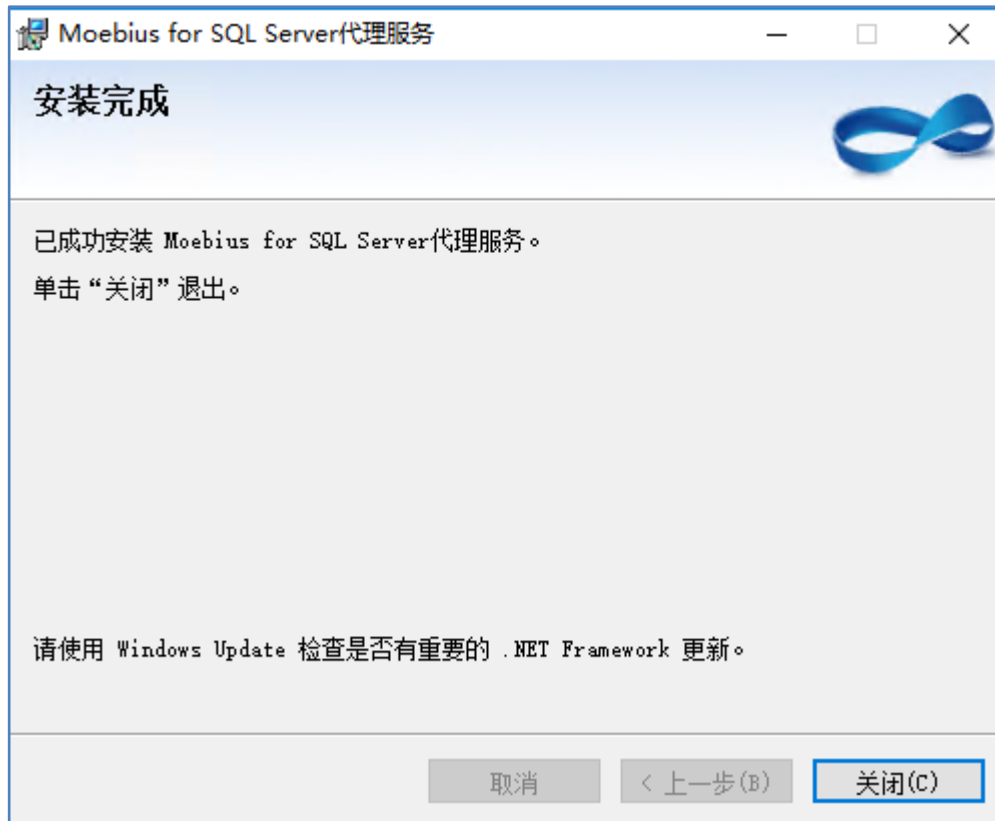 Moebius for SQL Server代理服务
安装完成
已成功安装 Moebius for SQL Server代理服务。
单击“关闭”退出。
请使用 Windows Update 检查是否有重要的 .NET Framework 更新。
取消
< 上一步(B)
关闭(C)